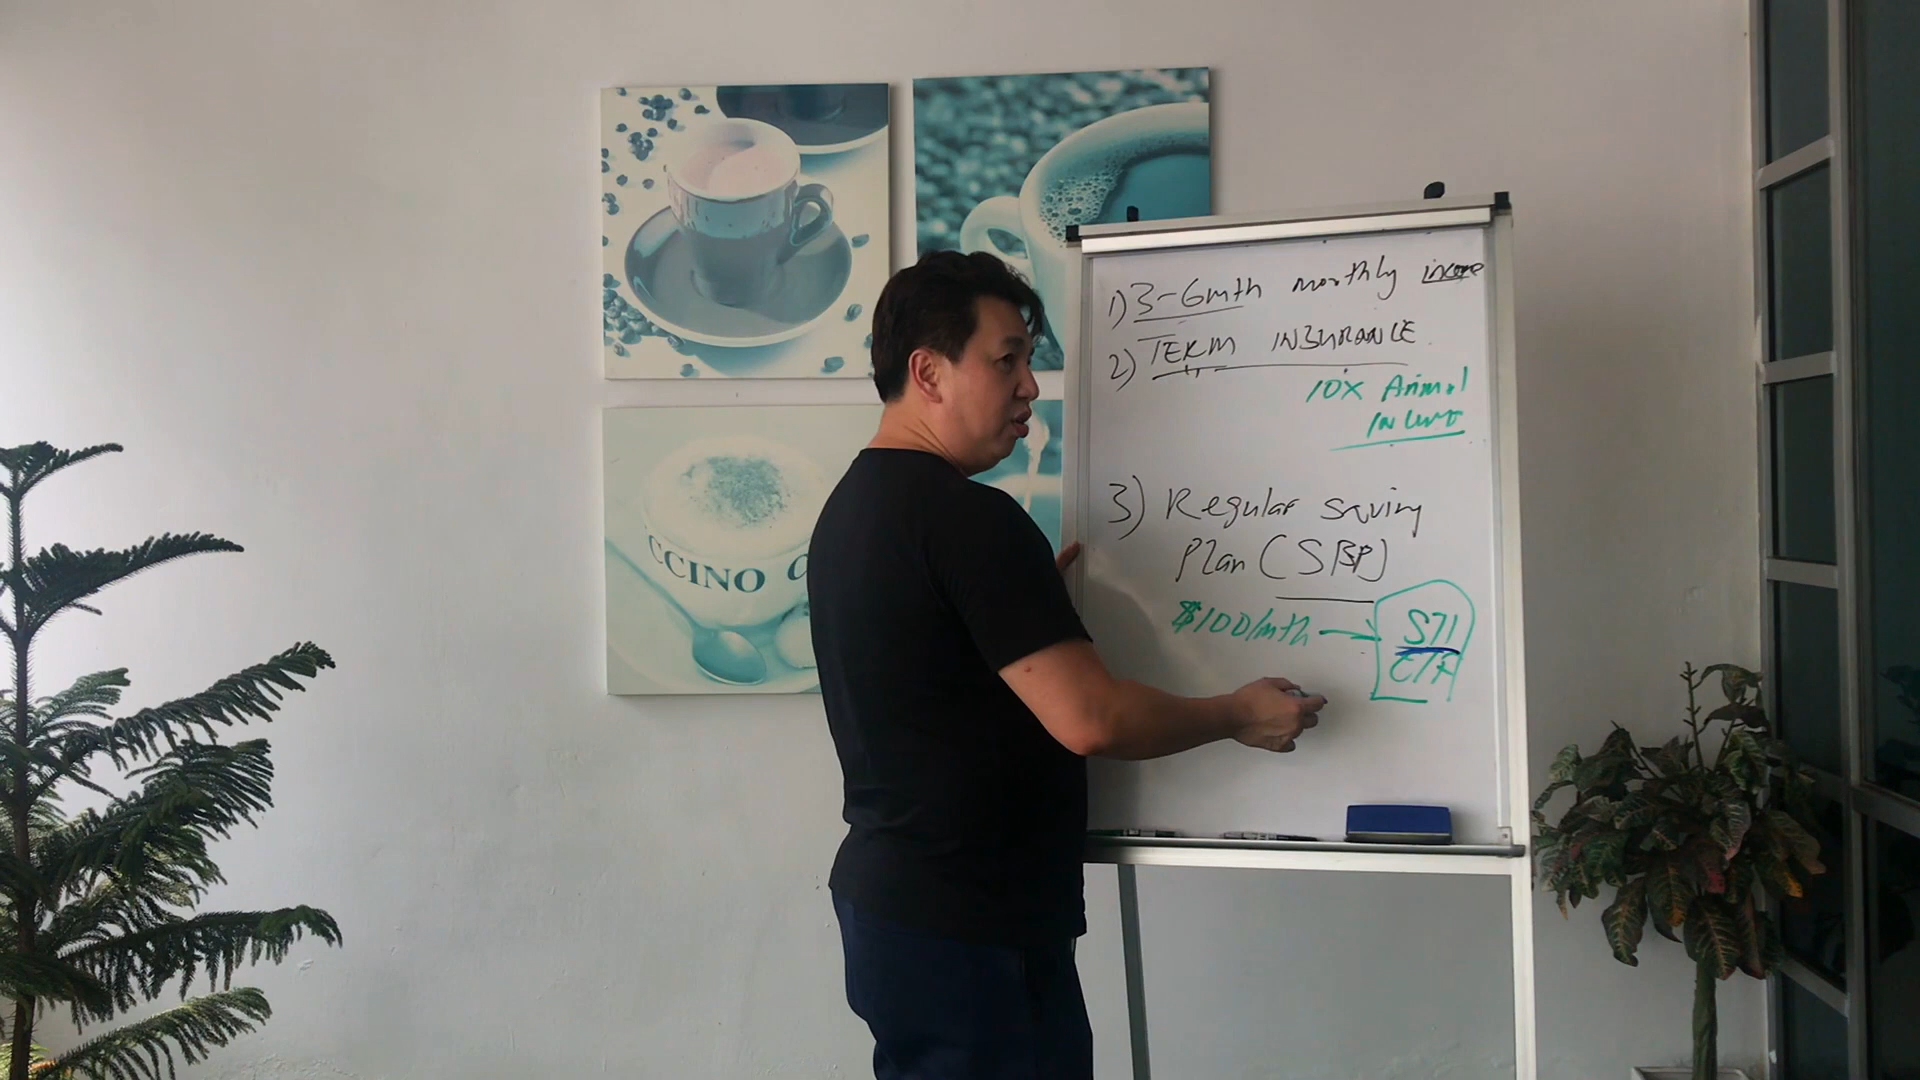 CCINO C
1) 3-6mth monthly income
2) TERM INSURANCE
10x Annual
Income
3) Regular Saving
Plan (SBP)
$100/mth → STI
ETF